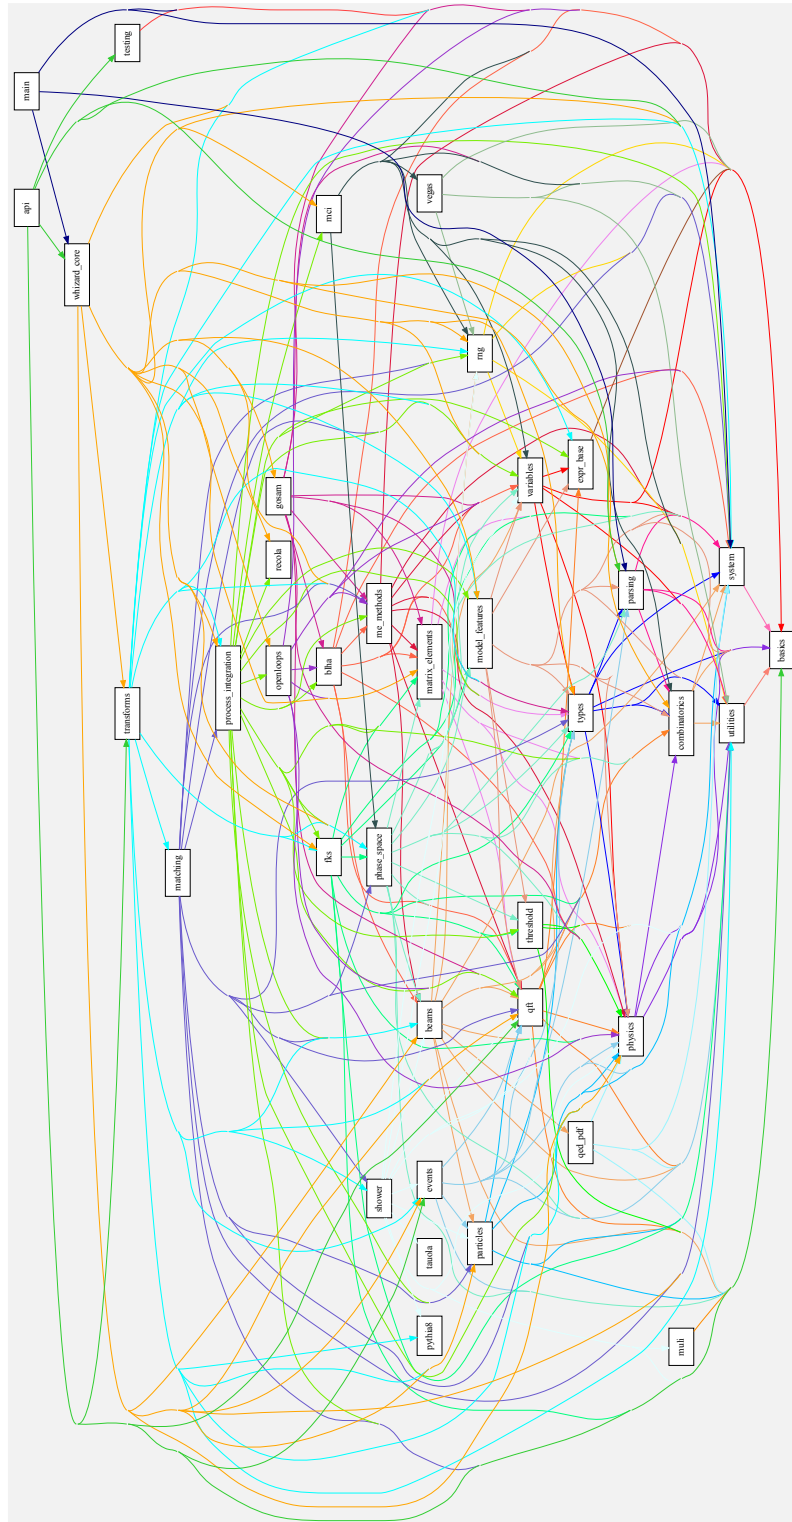 main
api
whizard_core
testing
transforms
matching
process_integration
gosam
recola
openloops
mci
blha
fks
me_methods
phase_space
shower
vegas
matrix_elements
beams
events
tauola
pythia8
rng
model_features
particles
variables
threshold
qft
expr_base
types
qed_pdf
parsing
physics
combinatorics
muli
system
utilities
basics